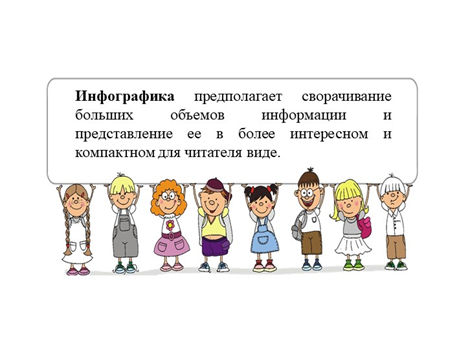 Инфографика предполагает сворачивание
больших объемов информации и
представление ее в более интересном и
компактном для читателя виде.